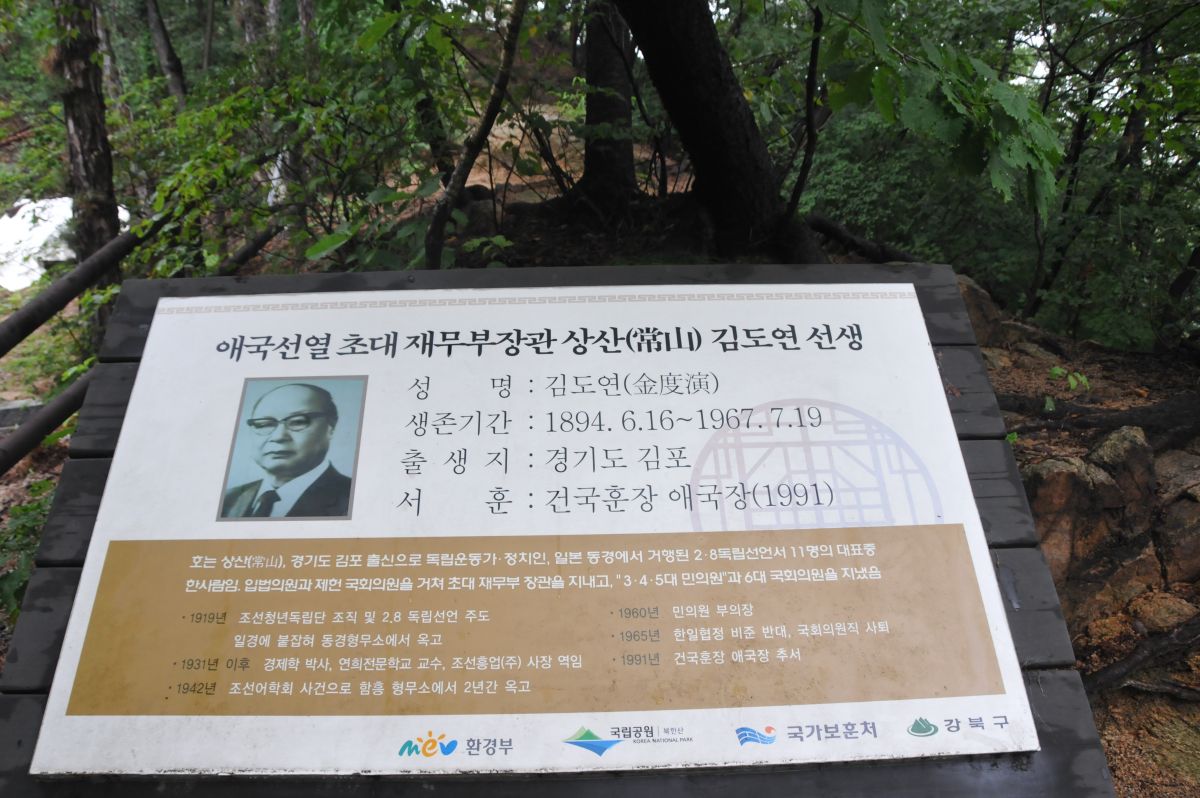 애국선열 초대 재무부장관 상산(常山) 김도연 선생
성 명 : 김도연(金度演)
생존기간 : 1894. 6.16~1967. 7.19
출 생 지 : 경기도 김포
서 훈 : 건국훈장 애국장(1991)
호는 상산(常山), 경기도 김포 출신으로 독립운동가·정치인, 일본 동경에서 거행된 2·8독립선언서 11명의 대표중
한사람임. 입법의원과 제헌 국회의원을 거쳐 초대 재무부 장관을 지내고, "3·4·5대 민의원"과 6대 국회의원을 지냈음
·1919년 조선청년독립단 조직 및 2.8 독립선언 주도
일경에 붙잡혀 동경형무소에서 옥고
·1931년 이후 경제학 박사, 연희전문학교 교수, 조선흥업(주) 사장 역임
·1942년 조선어학회 사건으로 함흥 형무소에서 2년간 옥고
·1960년 민의원 부의장
·1965년 한일협정 비준 반대, 국회의원직 사퇴
·1991년 건국훈장 애국장 추서
mev 환경부
국립공원 북한산
KOREA NATIONAL PARK
국가보훈처
강북구